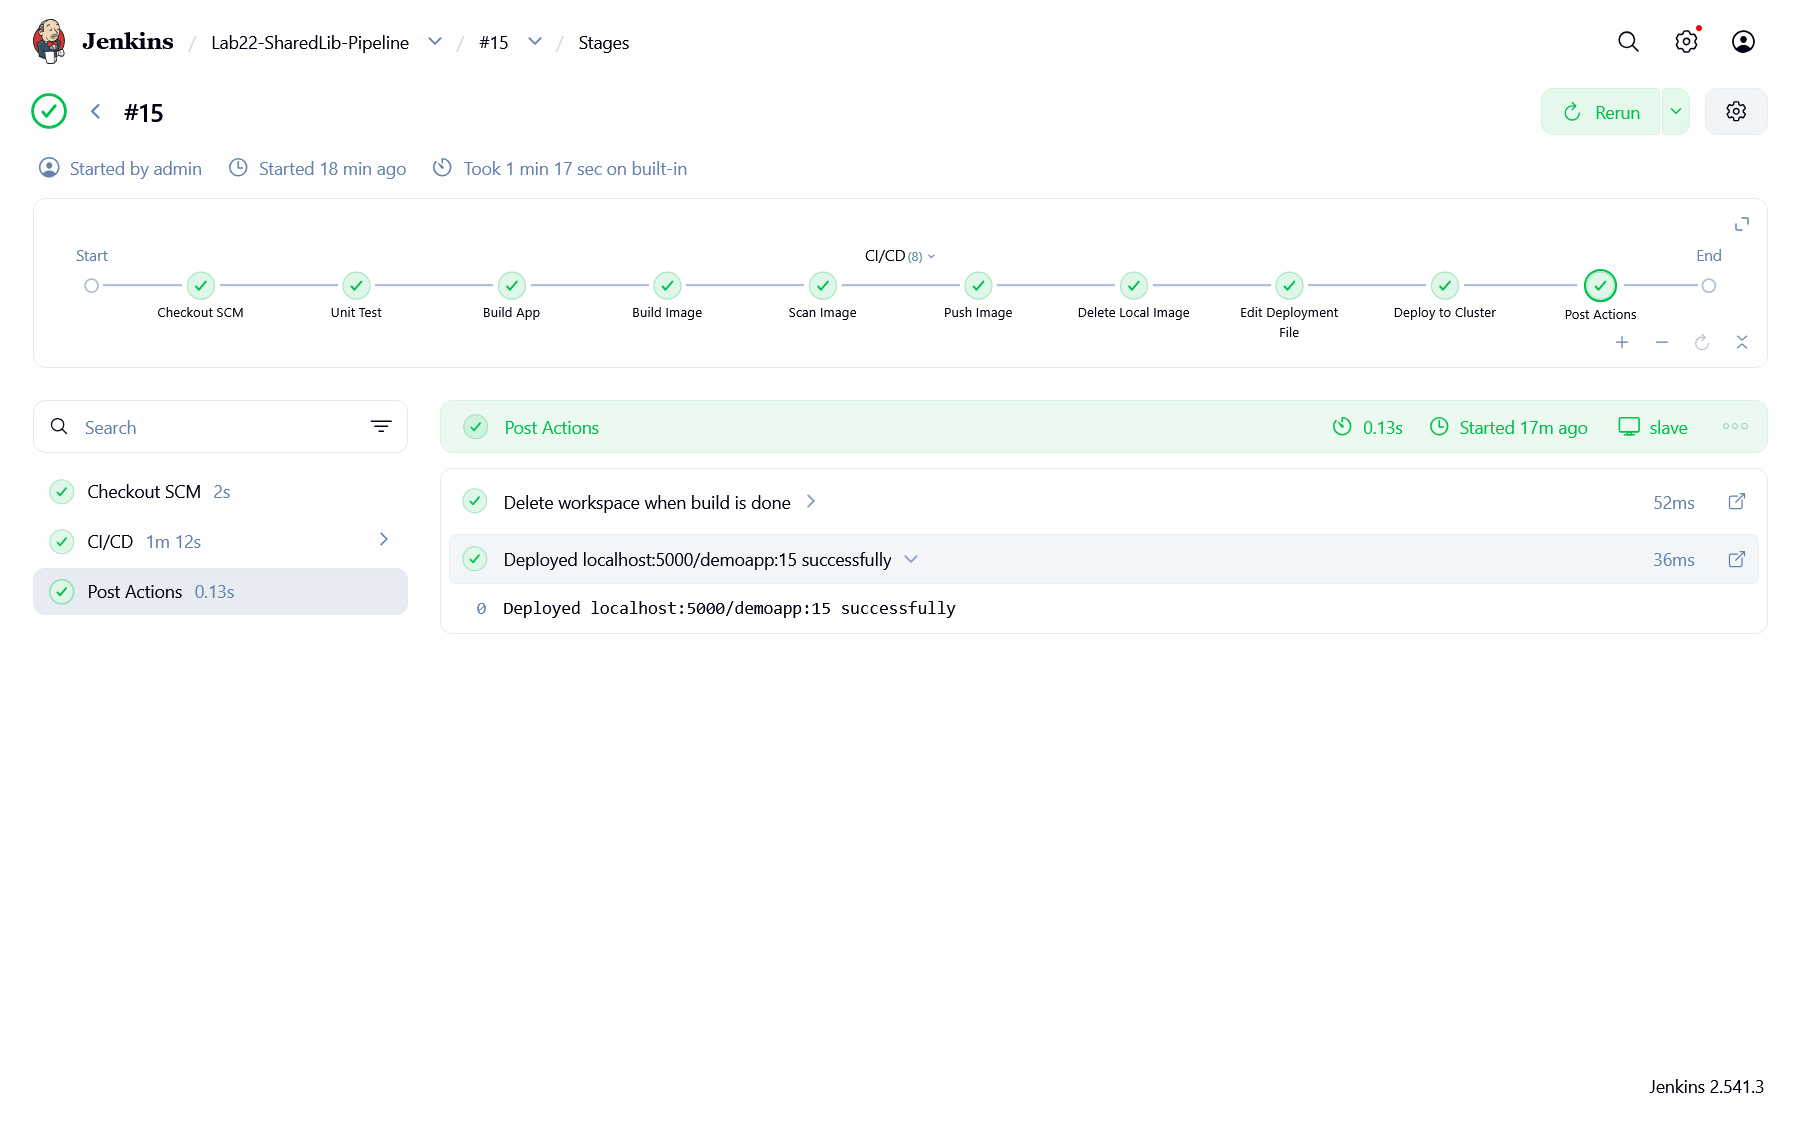 Jenkins / Lab22-SharedLib-Pipeline / #15 / Stages
#15
Rerun
Started by admin Started 18 min ago Took 1 min 17 sec on built-in
Start CI/CD (8) End
Checkout SCM Unit Test Build App Build Image Scan Image Push Image Delete Local Image Edit Deployment File Deploy to Cluster Post Actions
Search
Checkout SCM 2s
CI/CD 1m 12s
Post Actions 0.13s
Post Actions 0.13s Started 17m ago slave
Delete workspace when build is done 52ms
Deployed localhost:5000/demoapp:15 successfully 36ms
0 Deployed localhost:5000/demoapp:15 successfully
Jenkins 2.541.3